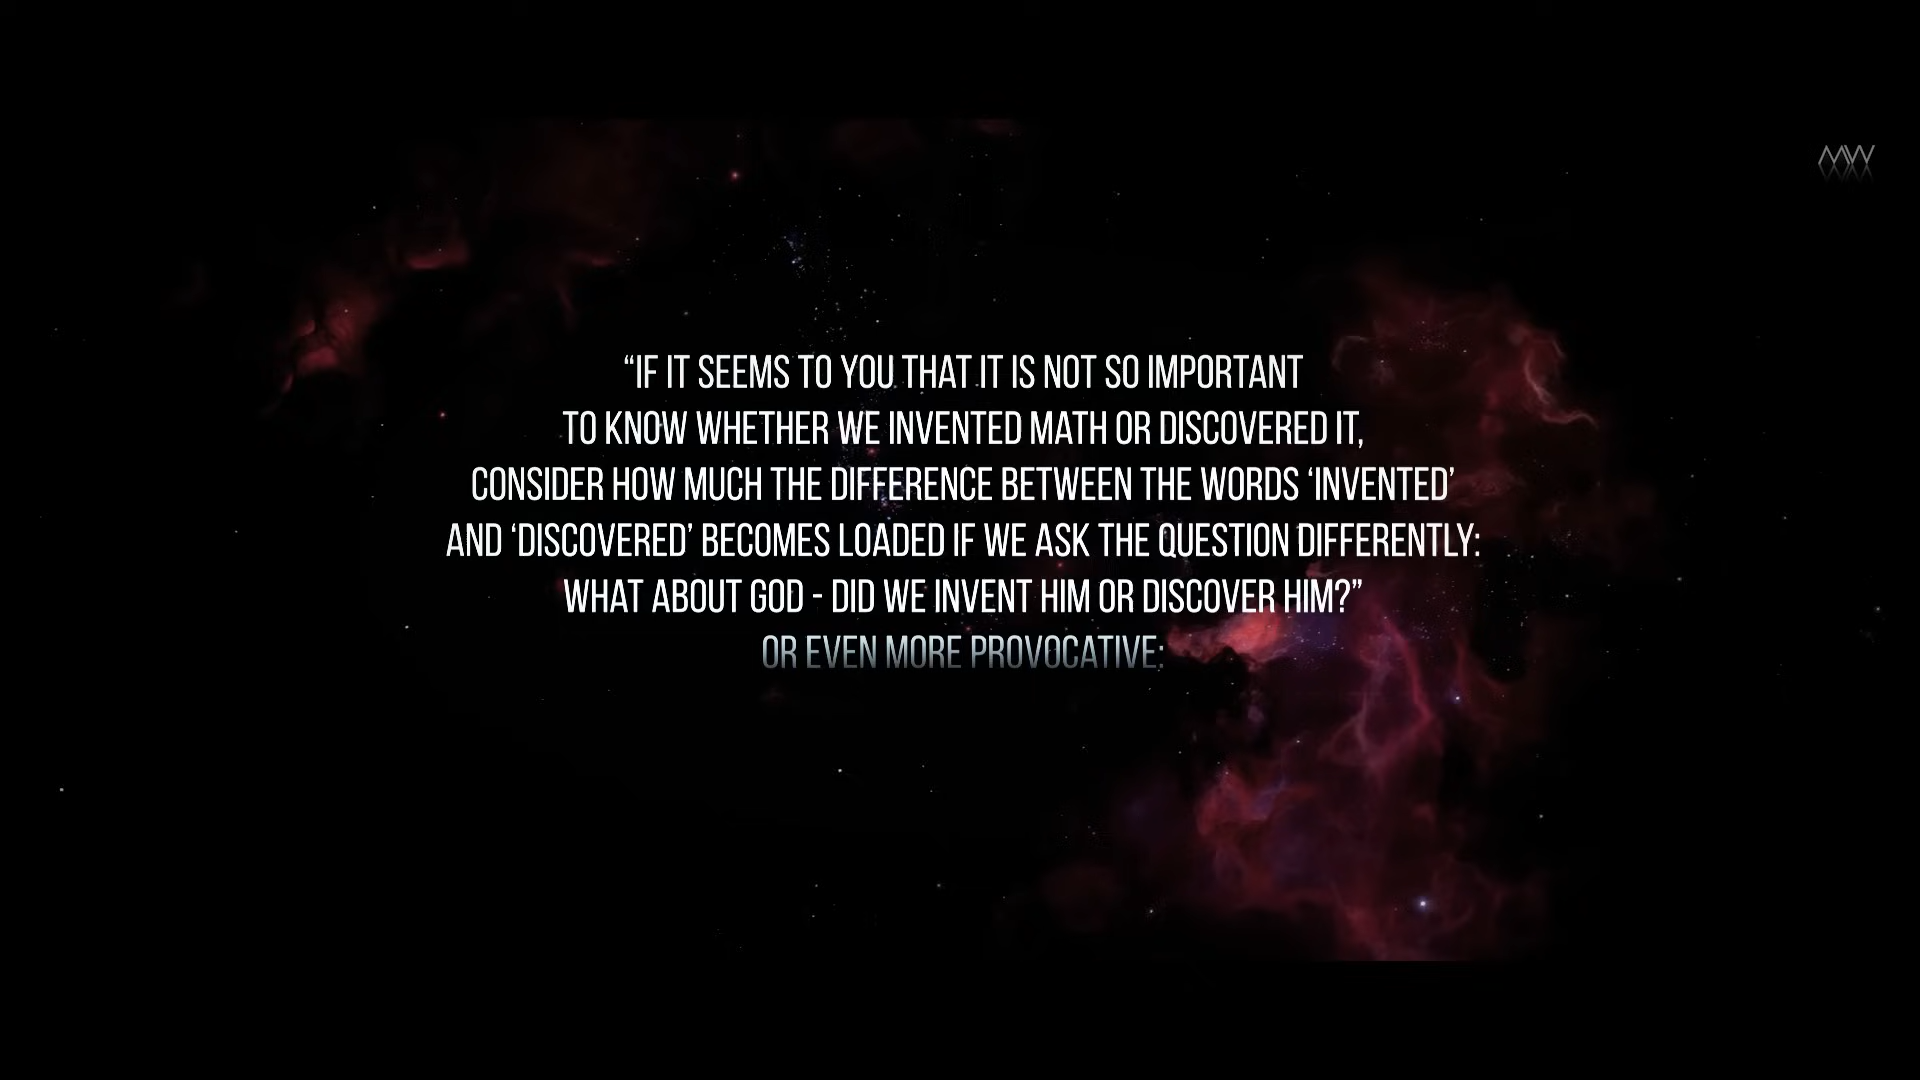 MW
“IF IT SEEMS TO YOU THAT IT IS NOT SO IMPORTANT
TO KNOW WHETHER WE INVENTED MATH OR DISCOVERED IT,
CONSIDER HOW MUCH THE DIFFERENCE BETWEEN THE WORDS ‘INVENTED’
AND ‘DISCOVERED’ BECOMES LOADED IF WE ASK THE QUESTION DIFFERENTLY:
WHAT ABOUT GOD - DID WE INVENT HIM OR DISCOVER HIM?”
OR EVEN MORE PROVOCATIVE: